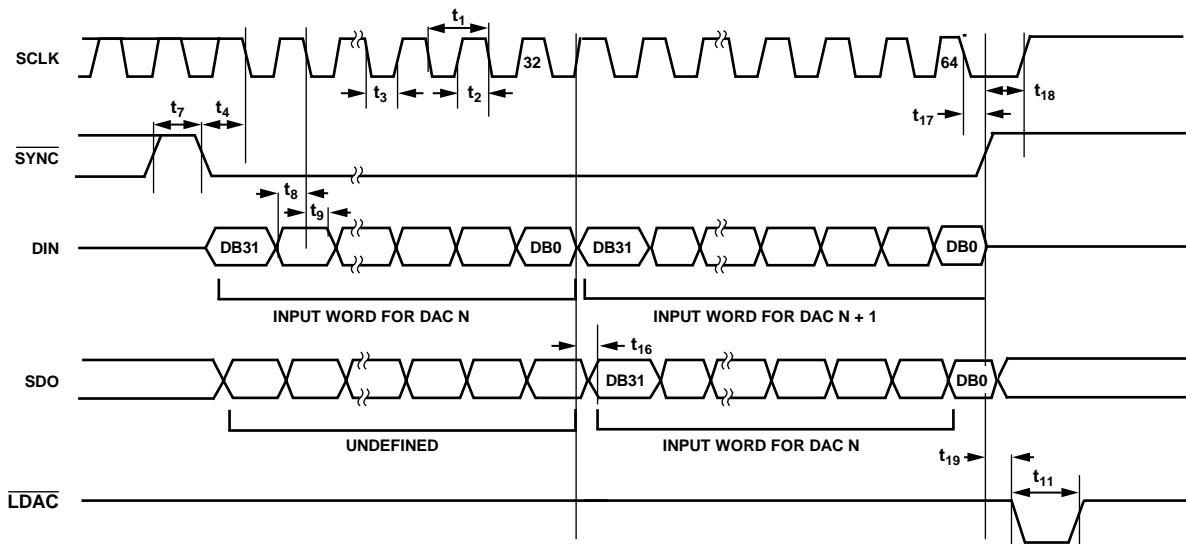 t1
SCLK
32
64
t3
t2
t18
t17
t7
t4
SYNC
t8
t9
DIN
DB31
DB0
DB31
DB0
INPUT WORD FOR DAC N
INPUT WORD FOR DAC N + 1
t16
SDO
DB31
DB0
UNDEFINED
INPUT WORD FOR DAC N
t19
t11
LDAC